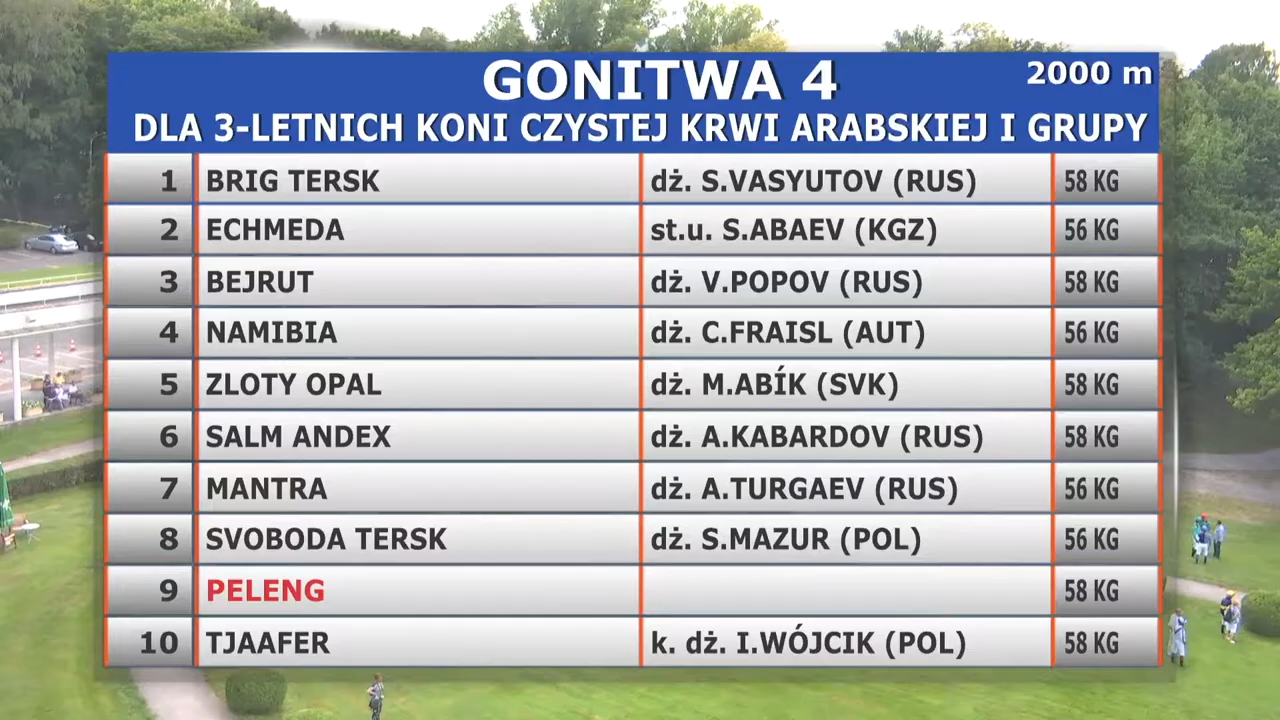 GONITWA 4 2000 m
DLA 3-LETNICH KONI CZYSTEJ KRWI ARABSKIEJ I GRUPY
1 BRIG TERSK dż. S.VASYUTOV (RUS) 58 KG
2 ECHMEDA st.u. S.ABAEV (KGZ) 56 KG
3 BEJRUT dż. V.POPOV (RUS) 58 KG
4 NAMIBIA dż. C.FRAISL (AUT) 56 KG
5 ZLOTY OPAL dż. M.ABÍK (SVK) 58 KG
6 SALM ANDEX dż. A.KABARDOV (RUS) 58 KG
7 MANTRA dż. A.TURGAEV (RUS) 56 KG
8 SVOBODA TERSK dż. S.MAZUR (POL) 56 KG
9 PELENG 58 KG
10 TJAAFER k. dż. I.WÓJCIK (POL) 58 KG